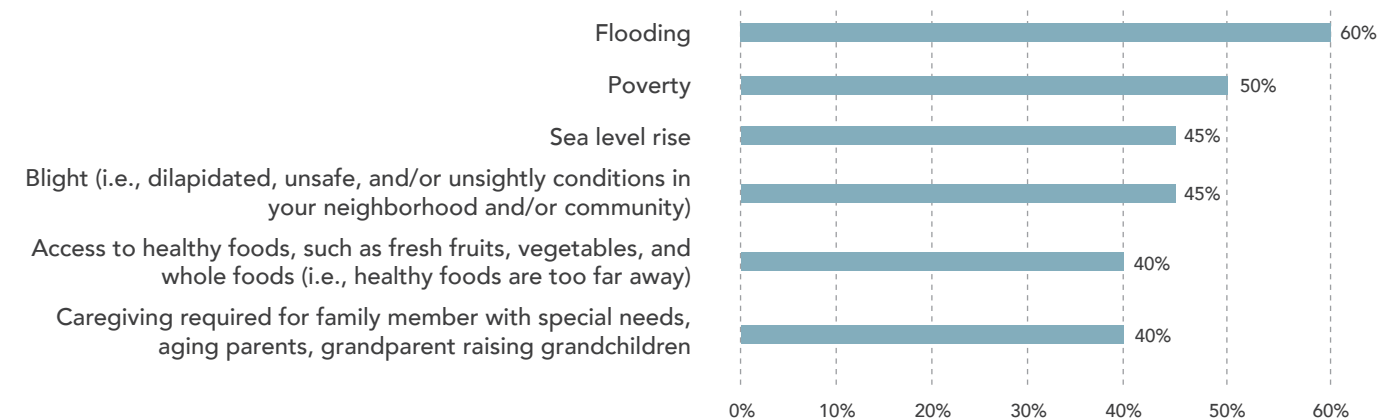 Flooding
60%
Poverty
50%
Sea level rise
45%
Blight (i.e., dilapidated, unsafe, and/or unsightly conditions in
your neighborhood and/or community)
45%
Access to healthy foods, such as fresh fruits, vegetables, and
whole foods (i.e., healthy foods are too far away)
40%
Caregiving required for family member with special needs,
aging parents, grandparent raising grandchildren
40%
0% 10% 20% 30% 40% 50% 60%